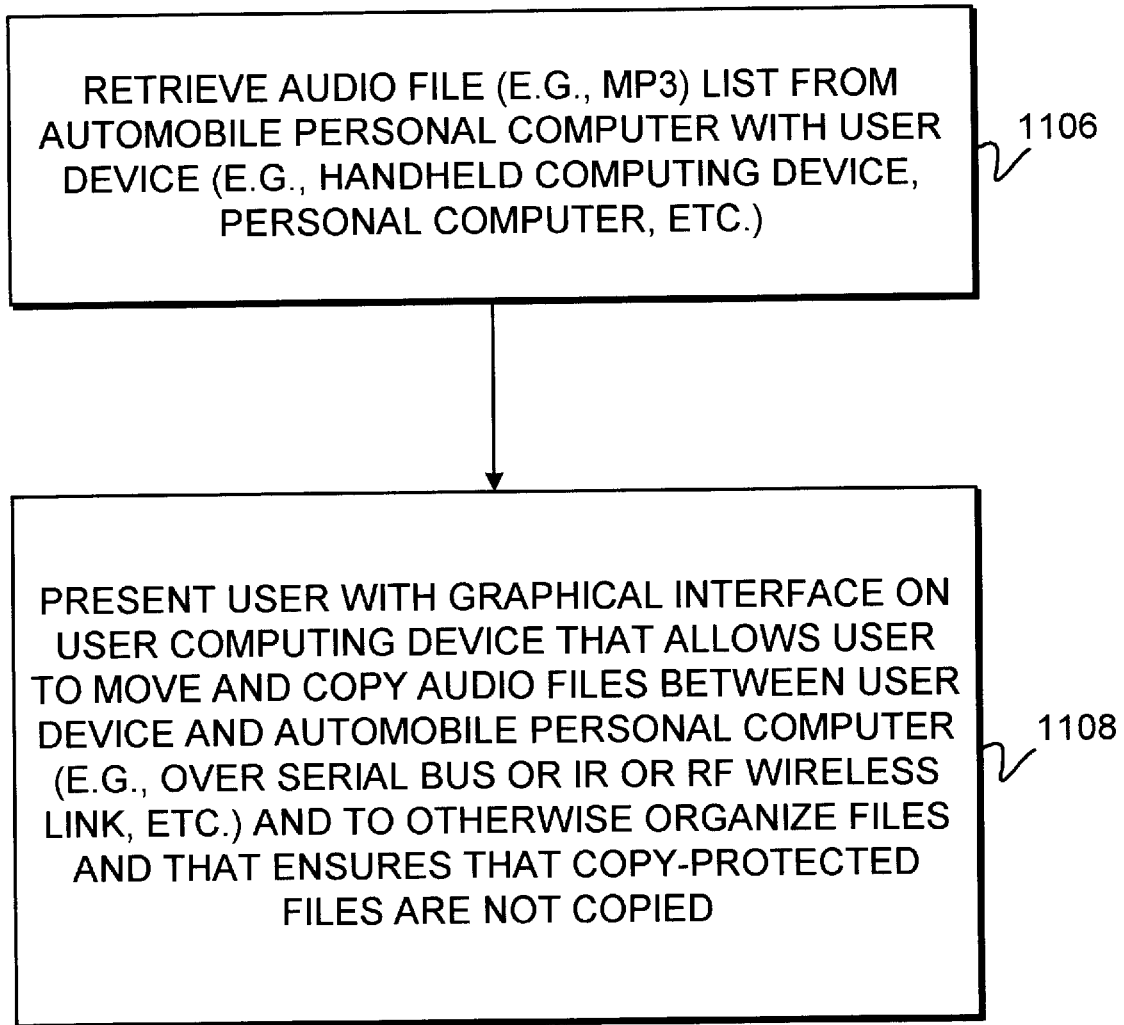 RETRIEVE AUDIO FILE (E.G., MP3) LIST FROM
AUTOMOBILE PERSONAL COMPUTER WITH USER
DEVICE (E.G., HANDHELD COMPUTING DEVICE,
PERSONAL COMPUTER, ETC.)
1106
PRESENT USER WITH GRAPHICAL INTERFACE ON
USER COMPUTING DEVICE THAT ALLOWS USER
TO MOVE AND COPY AUDIO FILES BETWEEN USER
DEVICE AND AUTOMOBILE PERSONAL COMPUTER
(E.G., OVER SERIAL BUS OR IR OR RF WIRELESS
LINK, ETC.) AND TO OTHERWISE ORGANIZE FILES
AND THAT ENSURES THAT COPY-PROTECTED
FILES ARE NOT COPIED
1108